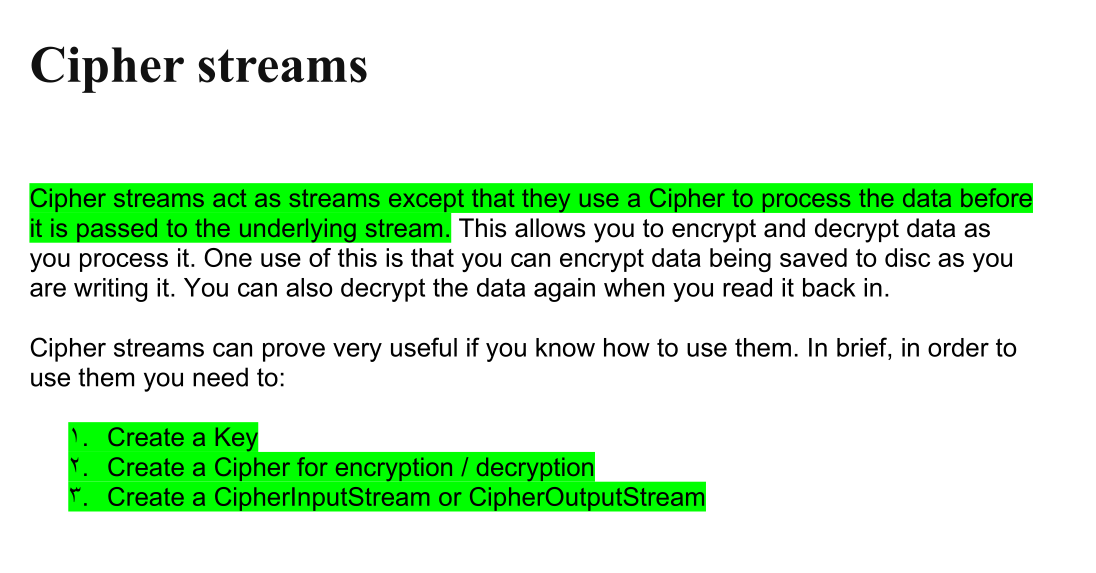 Cipher streams
Cipher streams act as streams except that they use a Cipher to process the data before
it is passed to the underlying stream. This allows you to encrypt and decrypt data as
you process it. One use of this is that you can encrypt data being saved to disc as you
are writing it. You can also decrypt the data again when you read it back in.
Cipher streams can prove very useful if you know how to use them. In brief, in order to
use them you need to:
١. Create a Key
٢. Create a Cipher for encryption / decryption
٣. Create a CipherInputStream or CipherOutputStream